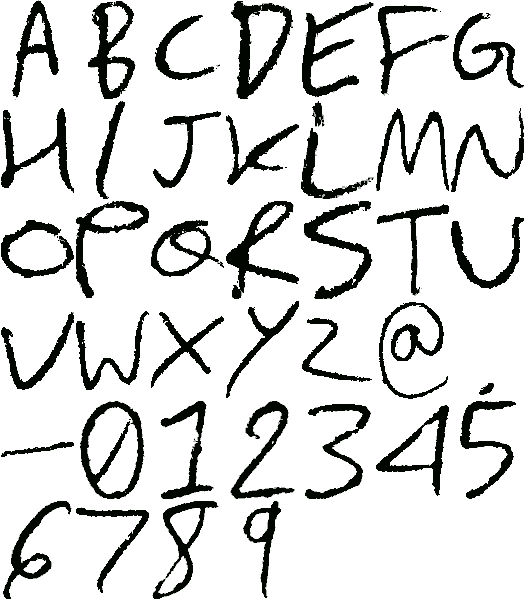 ABCDEFG
HIJKLMN
OPQRSTU
VWXYZ@.
-012345
6789